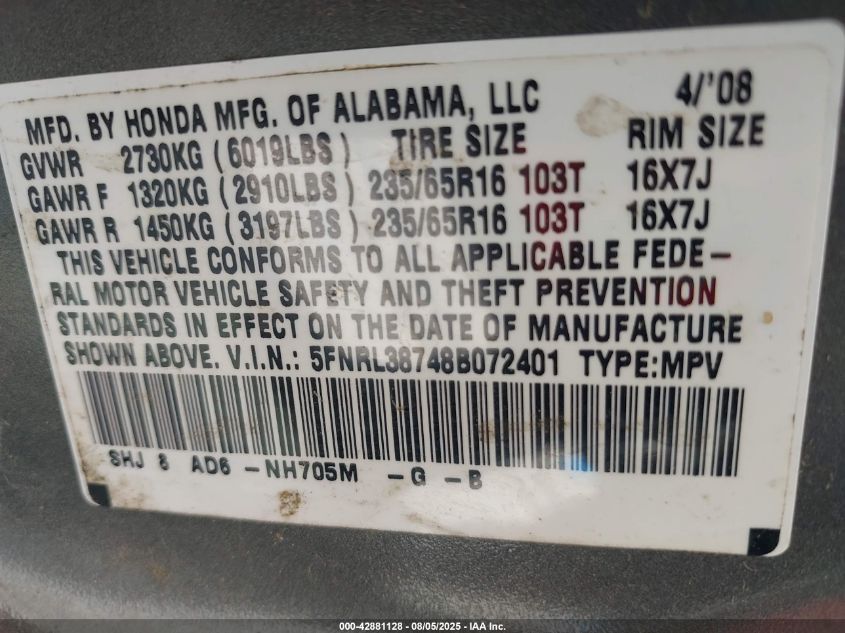 MFD. BY HONDA MFG. OF ALABAMA, LLC 4/'08
GVWR 2730KG (6019LBS) TIRE SIZE RIM SIZE
GAWR F 1320KG (2910LBS) 235/65R16 103T 16X7J
GAWR R 1450KG (3197LBS) 235/65R16 103T 16X7J
THIS VEHICLE CONFORMS TO ALL APPLICABLE FEDE-
RAL MOTOR VEHICLE SAFETY AND THEFT PREVENTION
STANDARDS IN EFFECT ON THE DATE OF MANUFACTURE
SHOWN ABOVE. V.I.N.: 5FNRL38748B072401 TYPE:MPV
SHJ 8 AD6 -NH705M -G -B
000-42881128 - 08/05/2025 - IAA Inc.